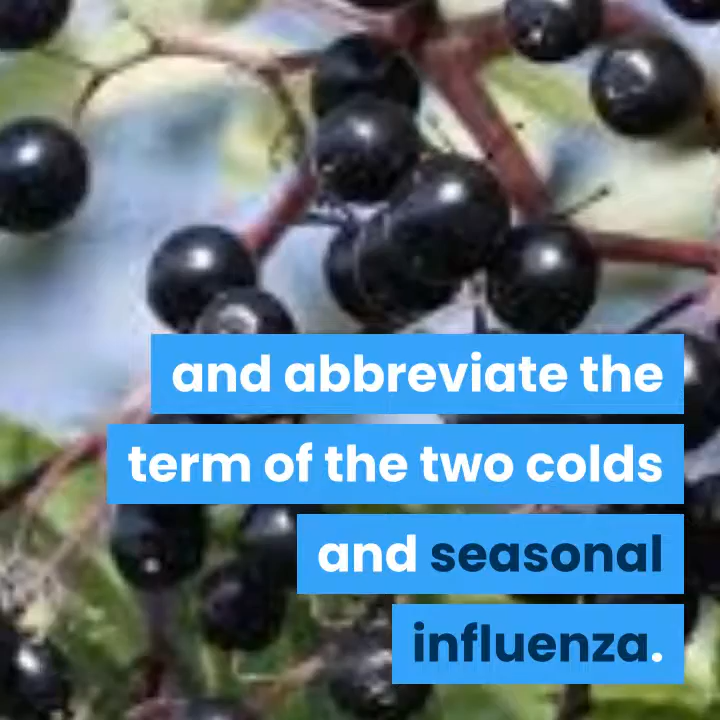 and abbreviate the
term of the two colds
and seasonal
influenza.